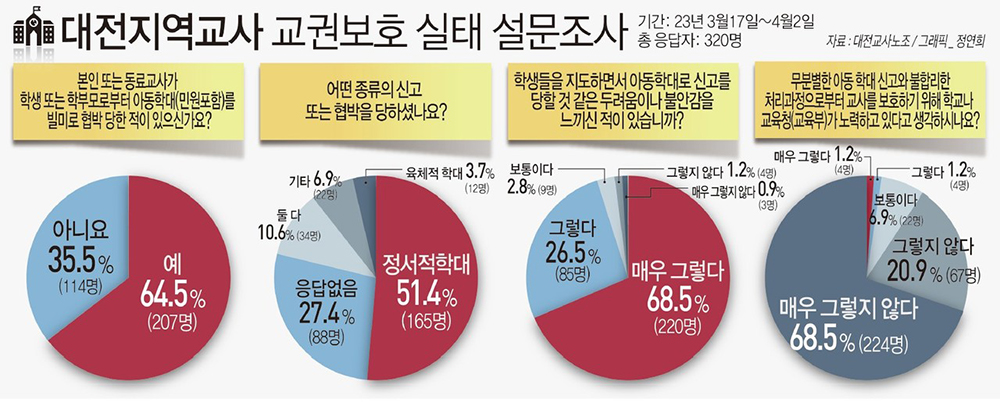 대전지역교사 교권보호 실태 설문조사
기간: 23년 3월17일~4월2일
총 응답자: 320명
자료 : 대전교사노조 / 그래픽_ 정연희
본인 또는 동료교사가
학생 또는 학부모로부터 아동학대(민원포함)를
빌미로 협박 당한 적이 있으신가요?
아니요
35.5%
(114명)
예
64.5%
(207명)
어떤 종류의 신고
또는 협박을 당하셨나요?
육체적 학대 3.7%
(12명)
기타 6.9%
(22명)
둘 다
10.6% (34명)
응답없음
27.4%
(88명)
정서적학대
51.4%
(165명)
학생들을 지도하면서 아동학대로 신고를
당할 것 같은 두려움이나 불안감을
느끼신 적이 있습니까?
보통이다
2.8% (9명)
그렇지 않다 1.2% (4명)
매우 그렇지 않다 0.9%
(3명)
그렇다
26.5%
(85명)
매우 그렇다
68.5%
(220명)
무분별한 아동 학대 신고와 불합리한
처리과정으로부터 교사를 보호하기 위해 학교나
교육청(교육부)가 노력하고 있다고 생각하시나요?
매우 그렇다 1.2%
(4명)
그렇다 1.2%
(4명)
보통이다
6.9% (22명)
그렇지 않다
20.9% (67명)
매우 그렇지 않다
68.5% (224명)